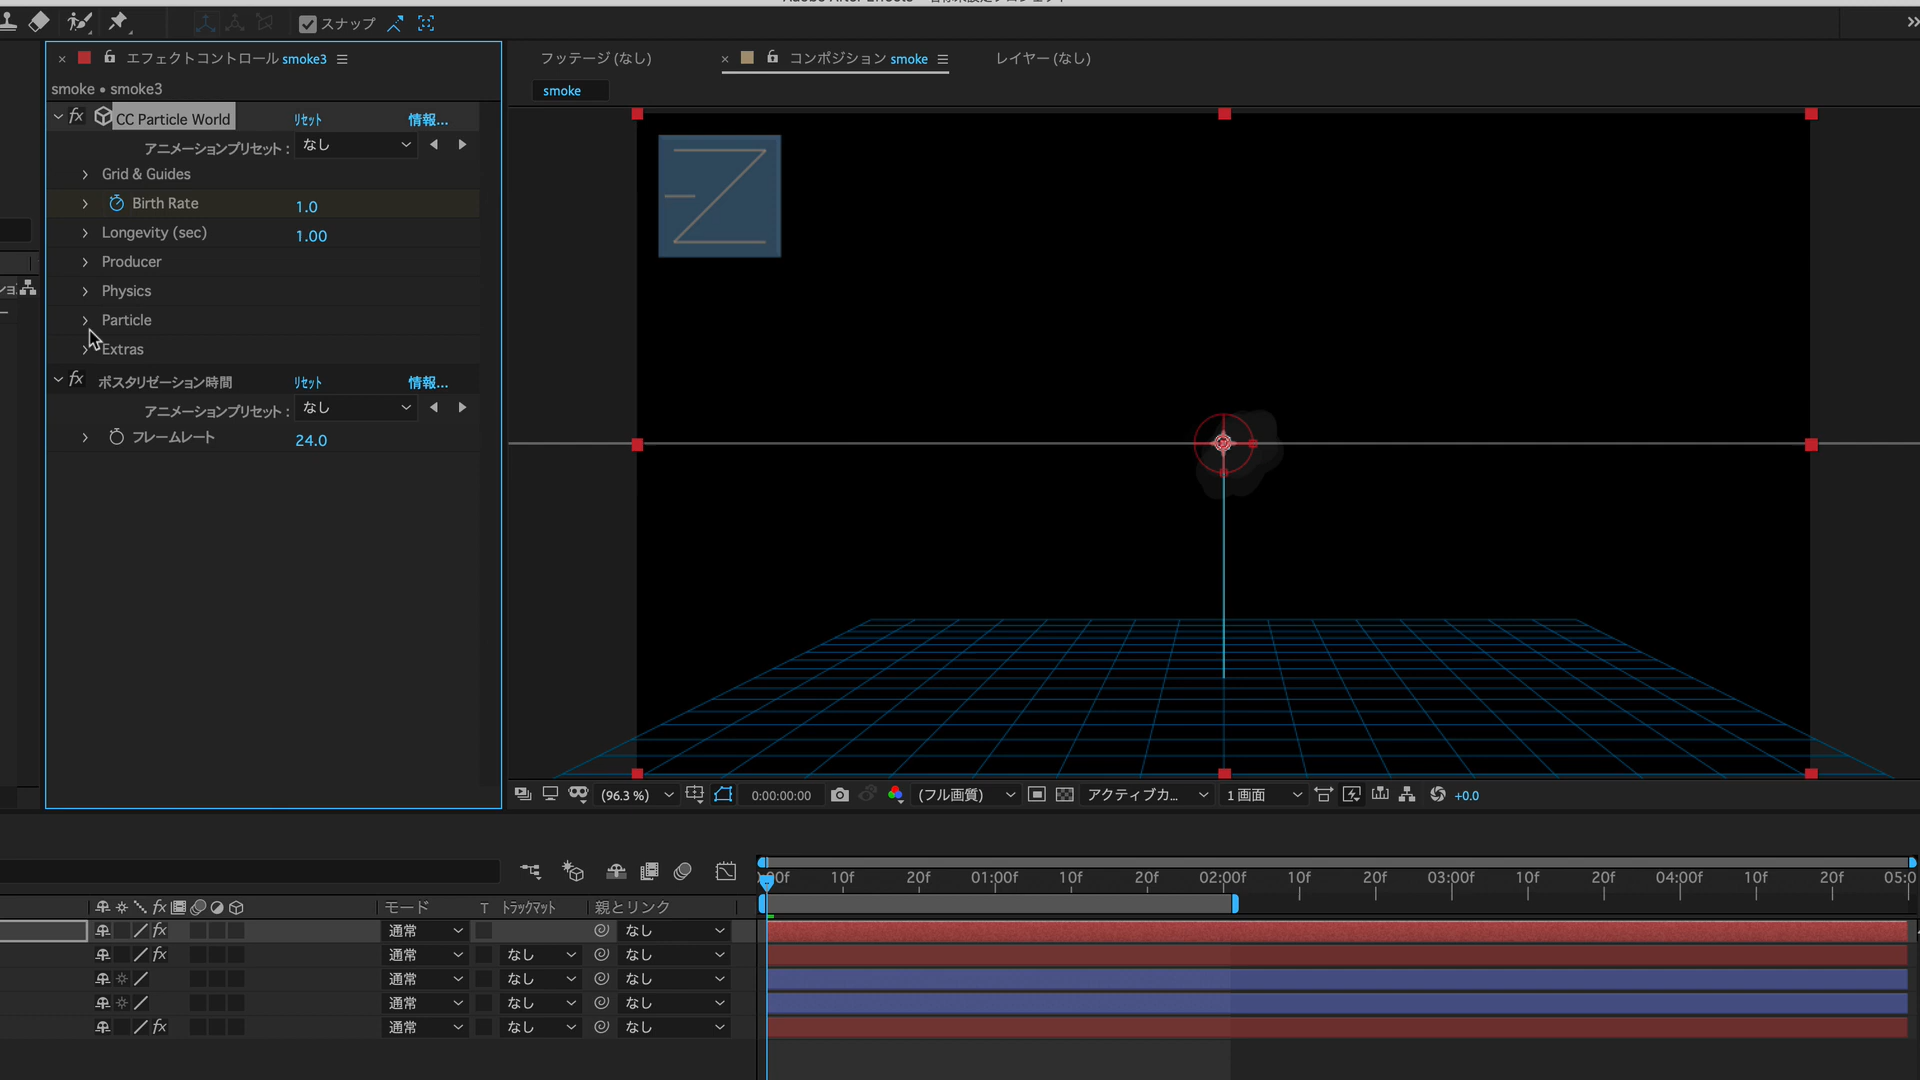 スナップ
エフェクトコントロール smoke3
smoke • smoke3
fx CC Particle World リセット 情報...
アニメーションプリセット : なし
Grid & Guides
Birth Rate 1.0
Longevity (sec) 1.00
Producer
Physics
Particle
Extras
fx ポスタリゼーション時間 リセット 情報...
アニメーションプリセット : なし
フレームレート 24.0
フッテージ (なし) コンポジション smoke レイヤー (なし)
smoke
(96.3 %) 0:00:00:00 (フル画質) アクティブカ... 1 画面 +0.0
10f 20f 01:00f 10f 20f 02:00f 10f 20f 03:00f 10f 20f 04:00f 10f 20f 05:0
fx モード T トラックマット 親とリンク
fx 通常 なし
fx 通常 なし なし
通常 なし なし
通常 なし なし
fx 通常 なし なし